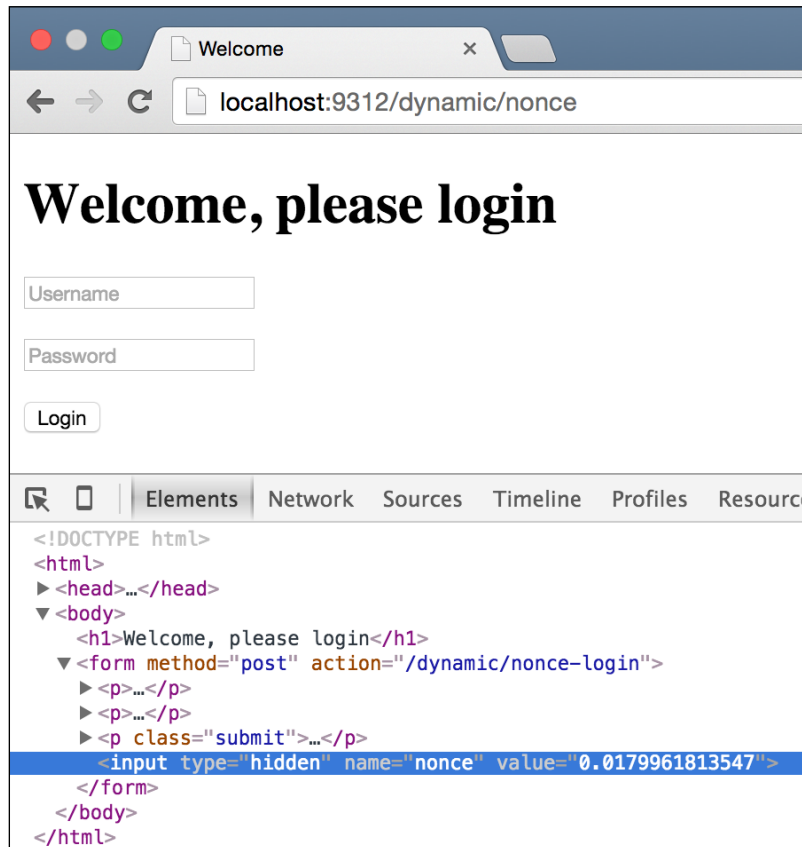 Welcome ×
localhost:9312/dynamic/nonce
Welcome, please login
Username
Password
Login
Elements Network Sources Timeline Profiles Resourc
<!DOCTYPE html>
<html>
▶<head>…</head>
▼<body>
<h1>Welcome, please login</h1>
▼<form method="post" action="/dynamic/nonce-login">
▶<p>…</p>
▶<p>…</p>
▶<p class="submit">…</p>
<input type="hidden" name="nonce" value="0.0179961813547">
</form>
</body>
</html>